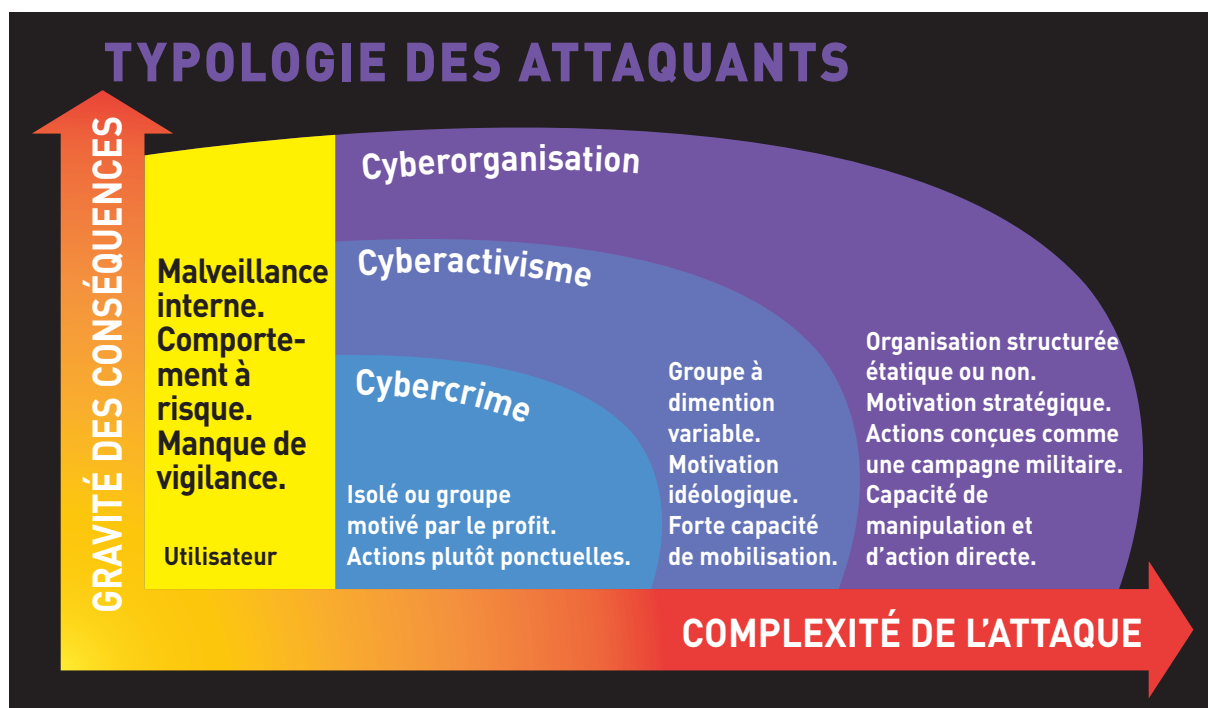 TYPOLOGIE DES ATTAQUANTS
GRAVITÉ DES CONSÉQUENCES
Malveillance
interne.
Comporte-
ment à
risque.
Manque de
vigilance.
Utilisateur
Cyberorganisation
Cyberactivisme
Cybercrime
Isolé ou groupe
motivé par le profit.
Actions plutôt ponctuelles.
Groupe à
dimention
variable.
Motivation
idéologique.
Forte capacité
de mobilisation.
Organisation structurée
étatique ou non.
Motivation stratégique.
Actions conçues comme
une campagne militaire.
Capacité de
manipulation et
d’action directe.
COMPLEXITÉ DE L’ATTAQUE